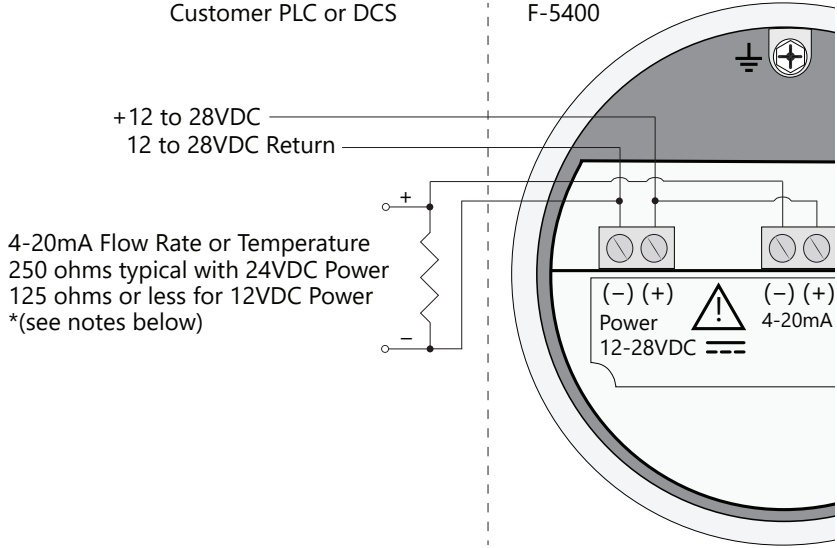 Customer PLC or DCS
F-5400
+12 to 28VDC
12 to 28VDC Return
+
4-20mA Flow Rate or Temperature
250 ohms typical with 24VDC Power
125 ohms or less for 12VDC Power
*(see notes below)
−
(−) (+)
Power
12-28VDC
!
(−) (+)
4-20mA